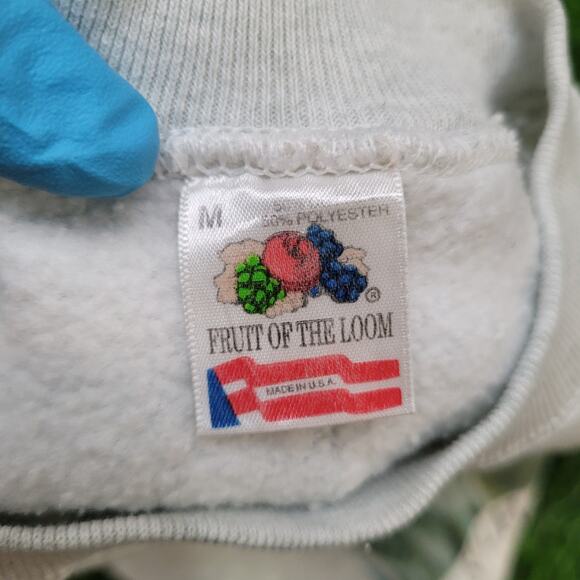 M
50% POLYESTER
®
FRUIT OF THE LOOM
MADE IN U.S.A.